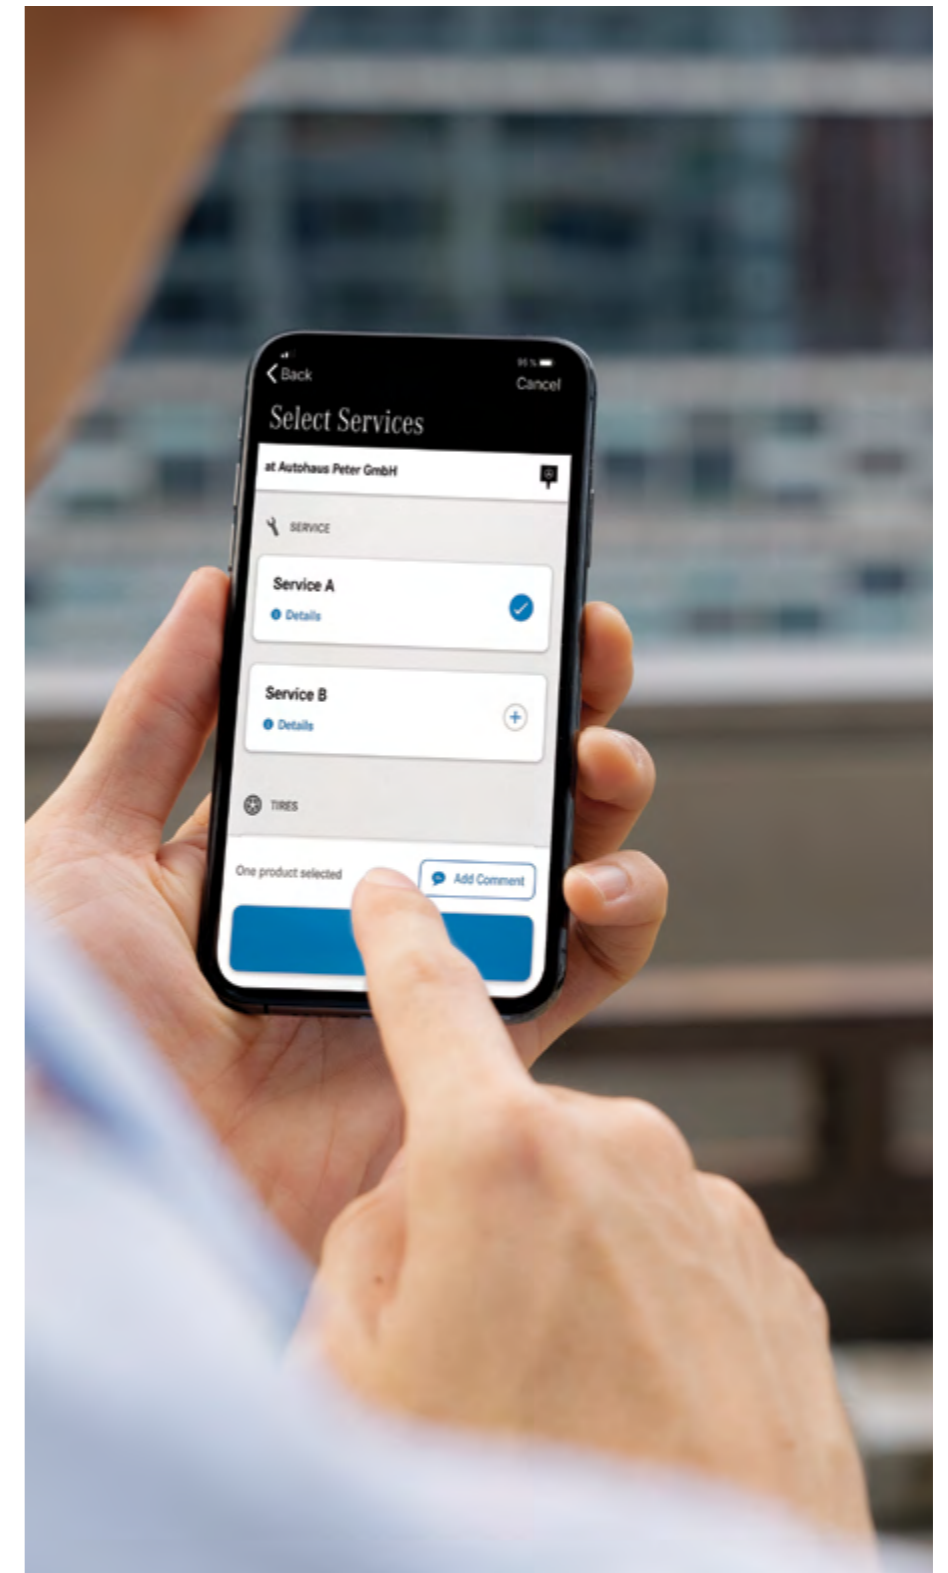 Back
Cancel
Select Services
at Autohaus Peter GmbH
SERVICE
Service A
Details
Service B
Details
TIRES
One product selected
Add Comment